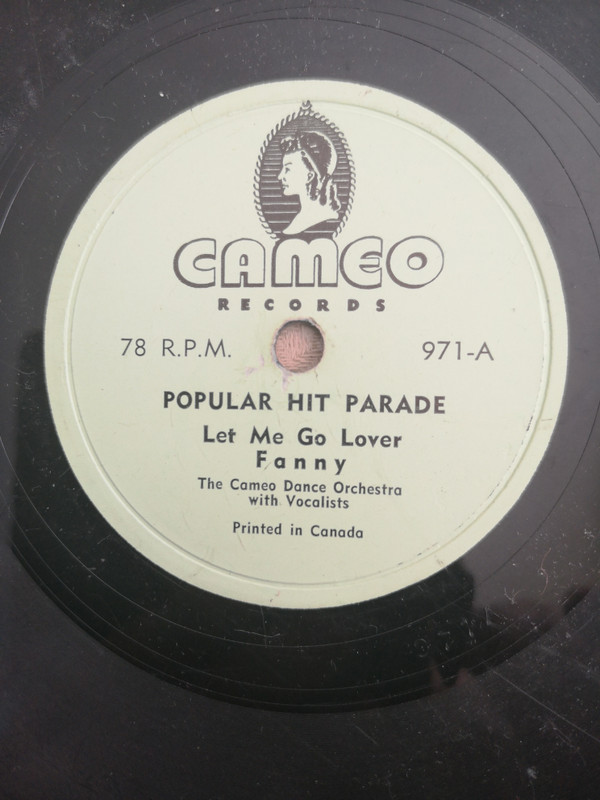 CAMEO
RECORDS
78 R.P.M.
971-A
POPULAR HIT PARADE
Let Me Go Lover
Fanny
The Cameo Dance Orchestra
with Vocalists
Printed in Canada